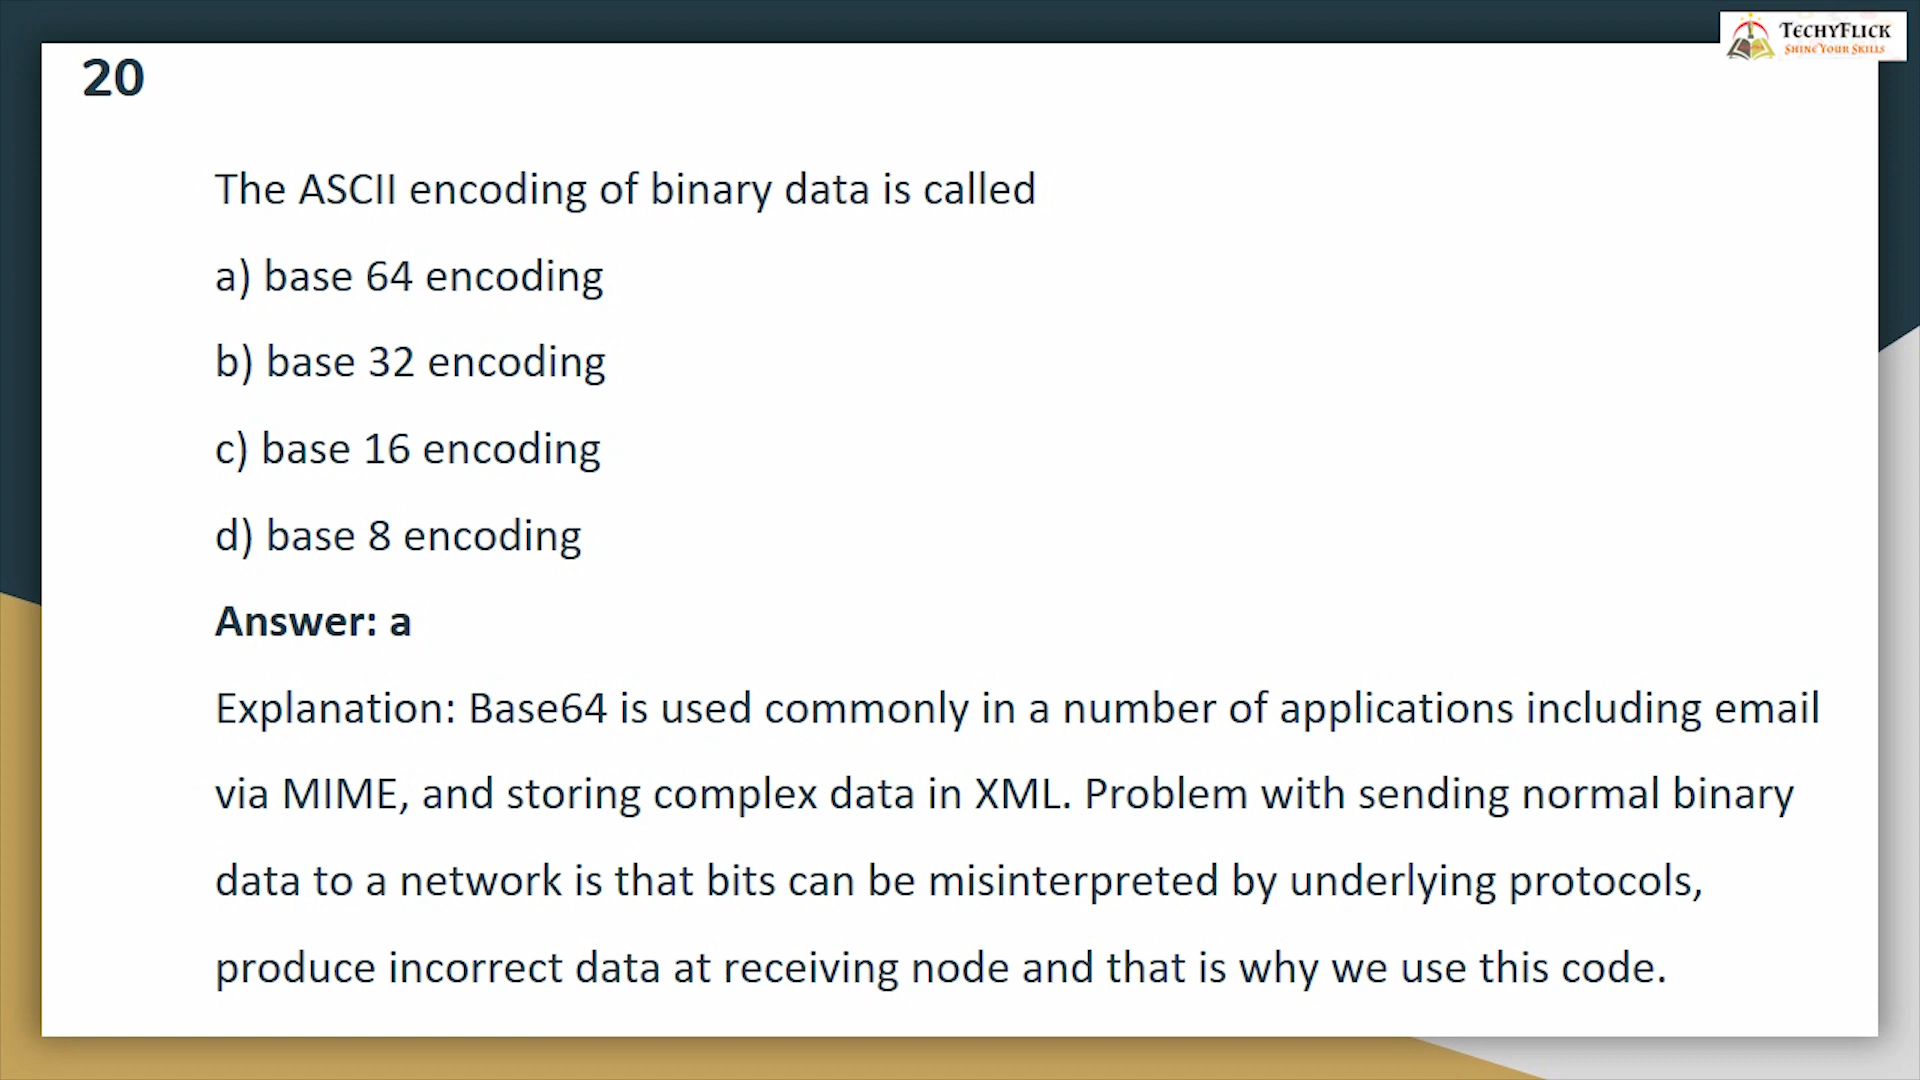 TECHYFLICK
SHINE YOUR SKILLS
20
The ASCII encoding of binary data is called
a) base 64 encoding
b) base 32 encoding
c) base 16 encoding
d) base 8 encoding
Answer: a
Explanation: Base64 is used commonly in a number of applications including email
via MIME, and storing complex data in XML. Problem with sending normal binary
data to a network is that bits can be misinterpreted by underlying protocols,
produce incorrect data at receiving node and that is why we use this code.